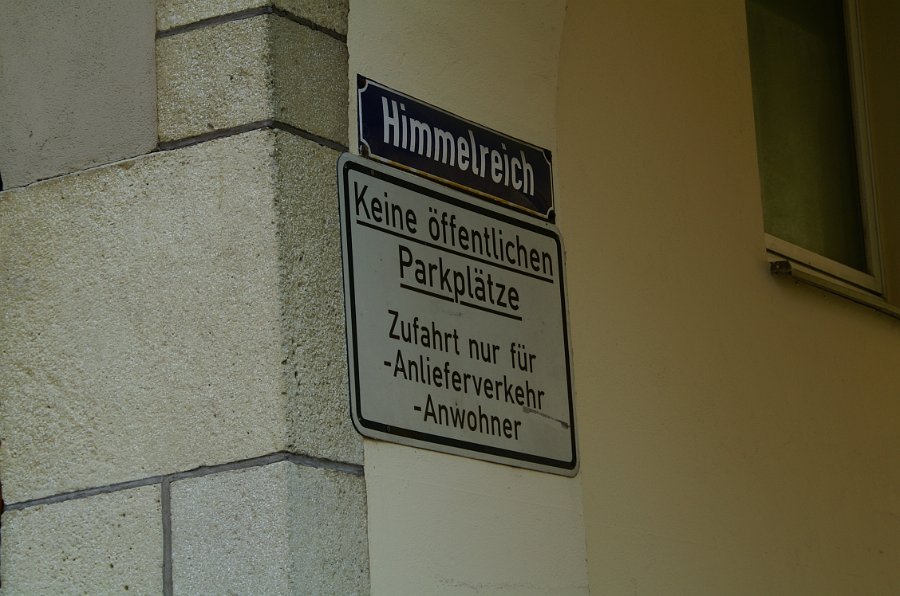 Himmelreich
Keine öffentlichen
Parkplätze
Zufahrt nur für
-Anlieferverkehr
-Anwohner